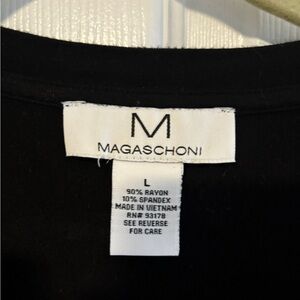 M
MAGASCHONI
L
90% RAYON
10% SPANDEX
MADE IN VIETNAM
RN# 93178
SEE REVERSE
FOR CARE